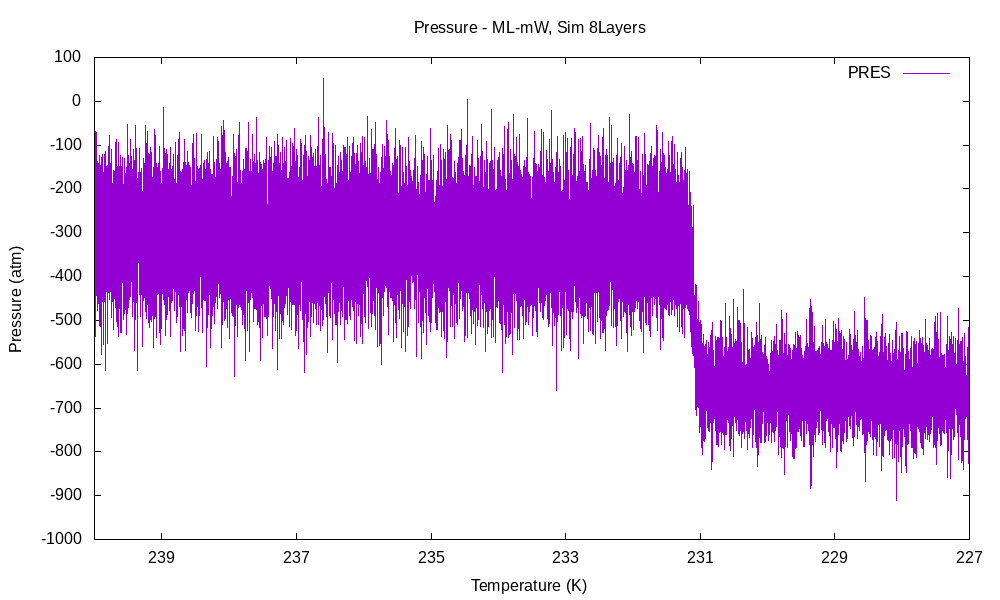 Pressure - ML-mW, Sim 8Layers
PRES
100
0
-100
-200
-300
-400
-500
-600
-700
-800
-900
-1000
Pressure (atm)
239 237 235 233 231 229 227
Temperature (K)